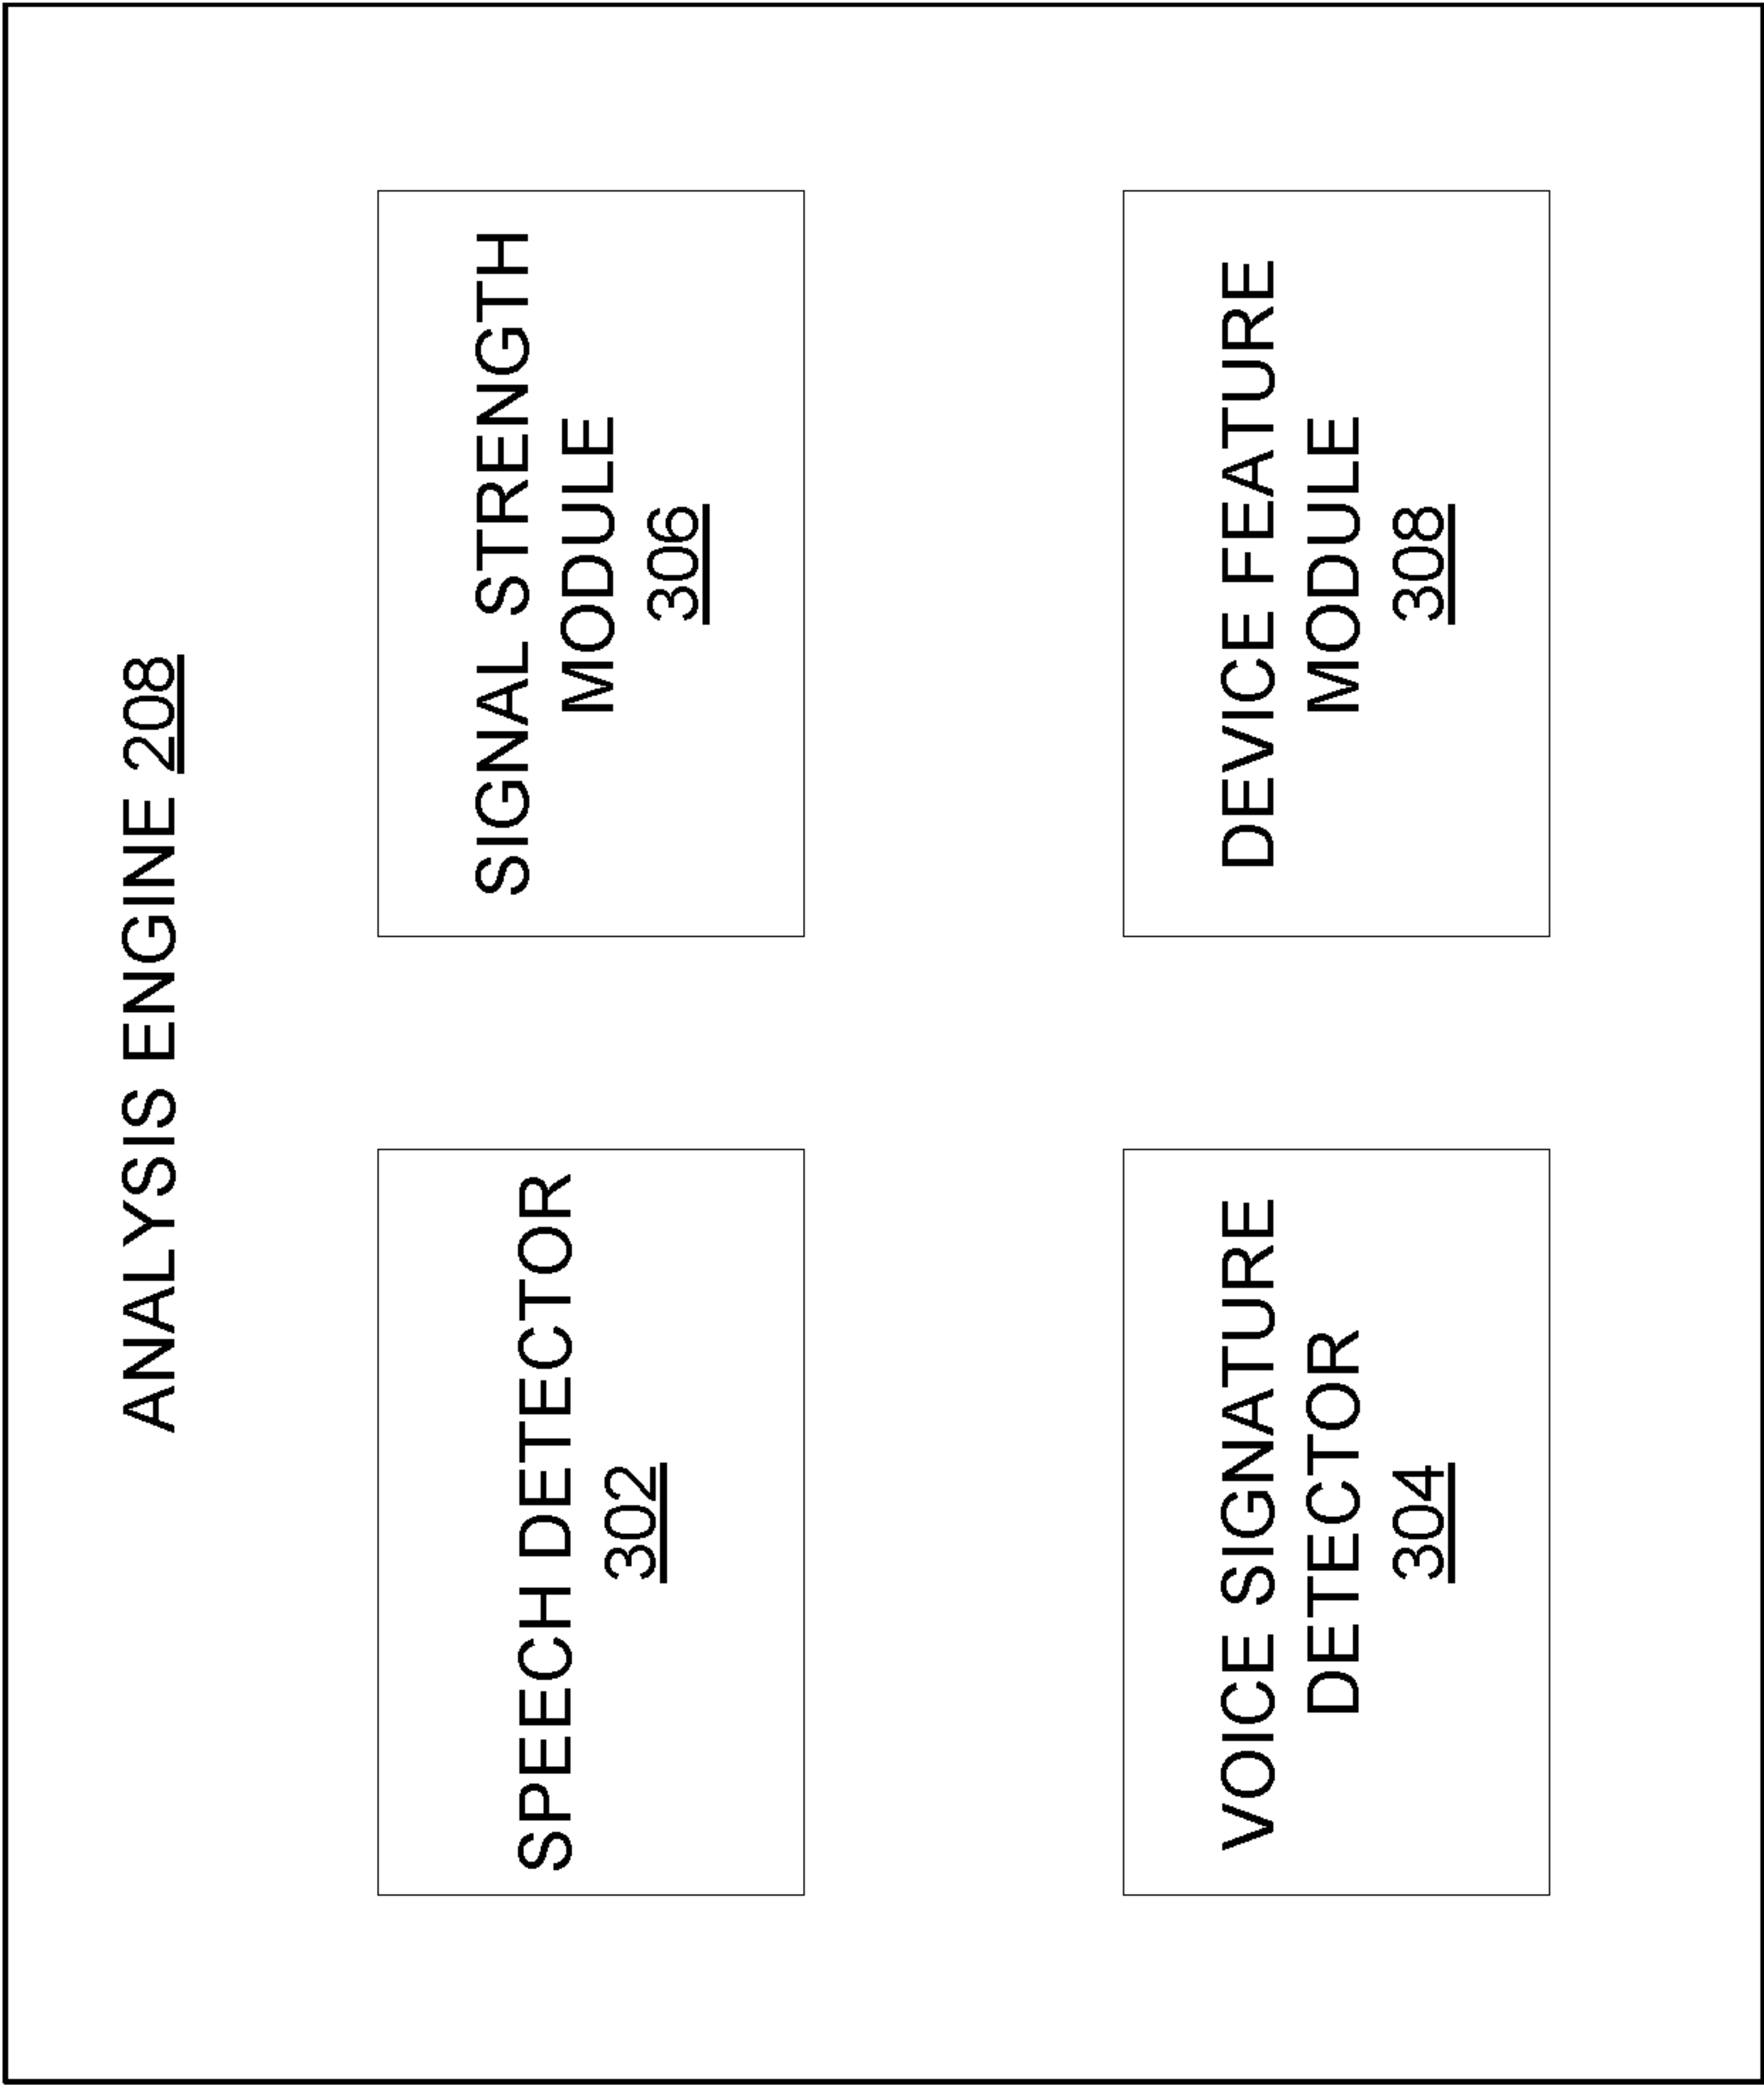 ANALYSIS ENGINE 208
SPEECH DETECTOR
302
SIGNAL STRENGTH
MODULE
306
VOICE SIGNATURE
DETECTOR
304
DEVICE FEATURE
MODULE
308